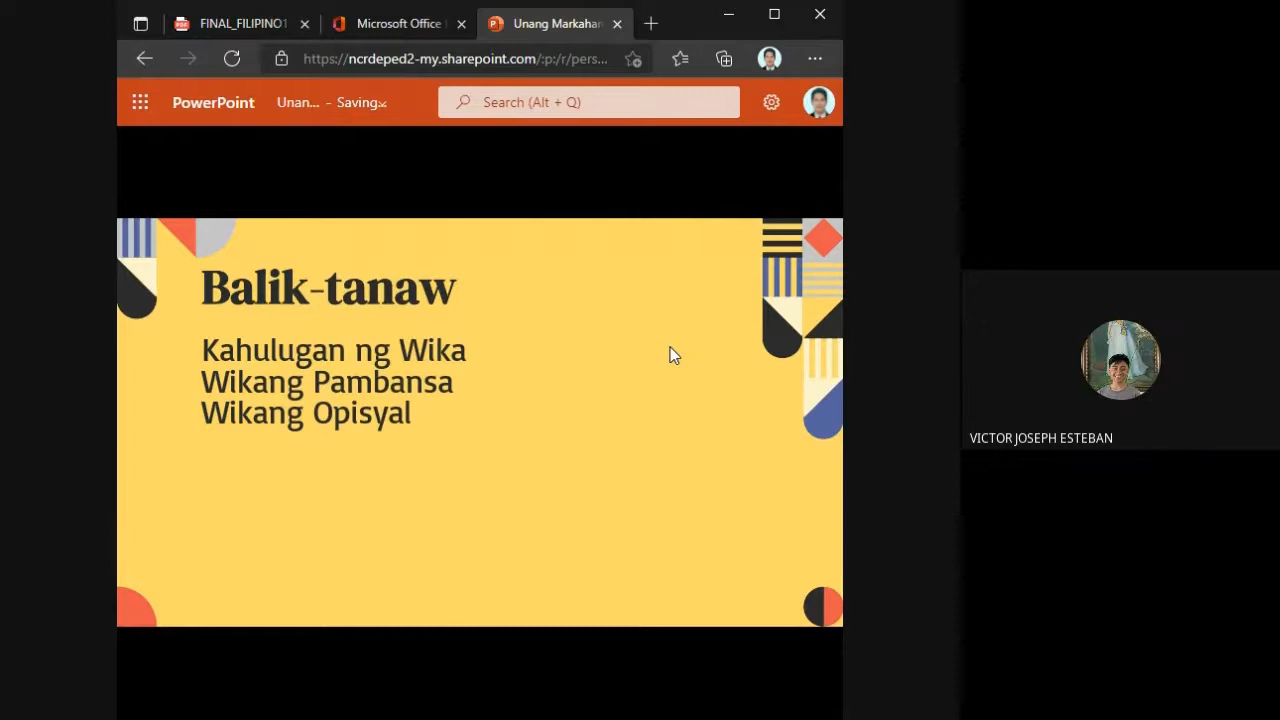 FINAL_FILIPINO1
Microsoft Office
Unang Markahan
https://ncrdeped2-my.sharepoint.com/:p:/r/pers...
PowerPoint
Unan... - Saving
Search (Alt + Q)
Balik-tanaw
Kahulugan ng Wika
Wikang Pambansa
Wikang Opisyal
VICTOR JOSEPH ESTEBAN